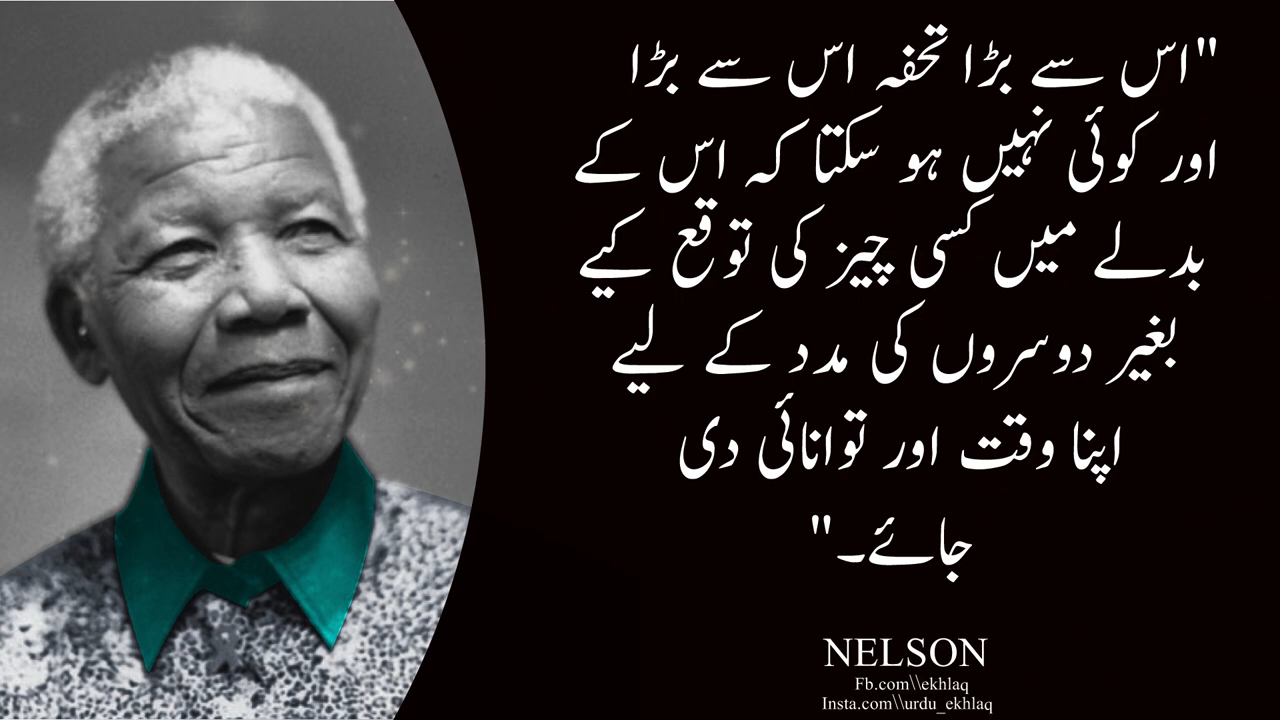 "اس سے بڑا تحفہ اس سے بڑا
اور کوئی نہیں ہو سکتا کہ اس کے
بدلے میں کسی چیز کی توقع کیے
بغیر دوسروں کی مدد کے لیے
اپنا وقت اور توانائی دی
جائے۔"
NELSON
Fb.com\\ekhlaq
Insta.com\\urdu_ekhlaq